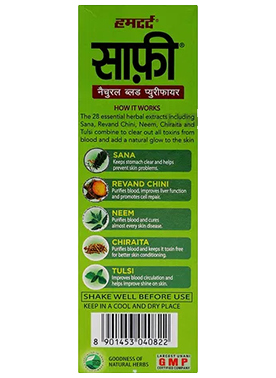 हमदर्द®
साफ़ी®
नैचुरल ब्लड प्युरीफायर
HOW IT WORKS
The 28 essential herbal extracts including
Sana, Revand Chini, Neem, Chiraita and
Tulsi combine to clear out all toxins from
blood and add a natural glow to the skin
SANA
Keeps stomach clear and helps
prevent skin problems.
REVAND CHINI
Purifies blood, improves liver function
and promotes cell repair.
NEEM
Purifies blood and cures
almost every skin disease.
CHIRAITA
Purifies blood and keeps it toxin free
for better skin conditioning.
TULSI
Improves blood circulation and
helps improve shine on skin.
SHAKE WELL BEFORE USE
KEEP IN A COOL AND DRY PLACE
8 901453 040822
GOODNESS OF
NATURAL HERBS
LARGEST UNANI
GMP
CERTIFIED COMPANY